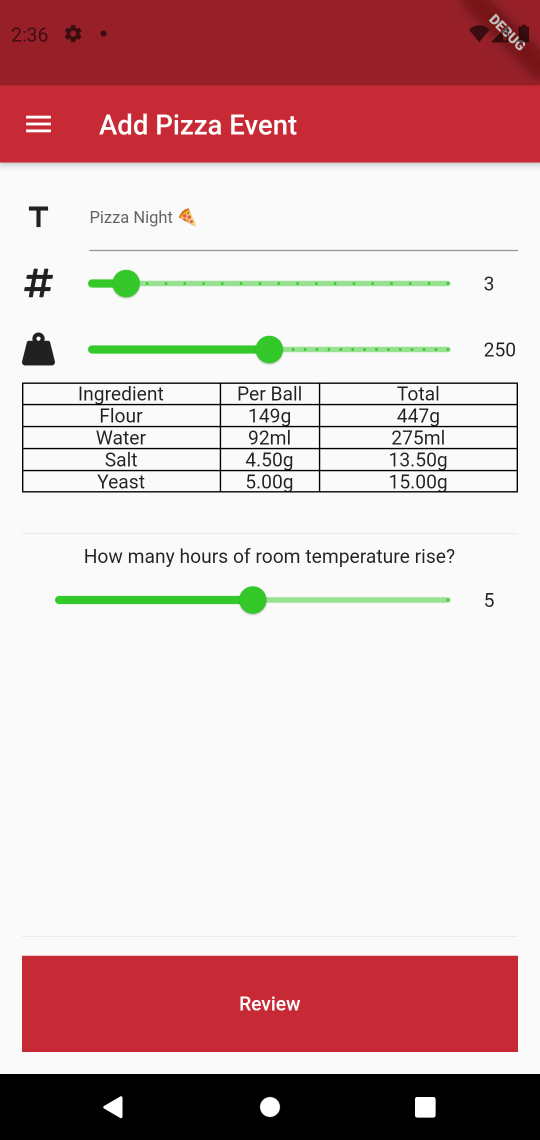 2:36
DEBUG
Add Pizza Event
T
Pizza Night 🍕
# 3
250
Ingredient Per Ball Total
Flour 149g 447g
Water 92ml 275ml
Salt 4.50g 13.50g
Yeast 5.00g 15.00g
How many hours of room temperature rise?
5
Review